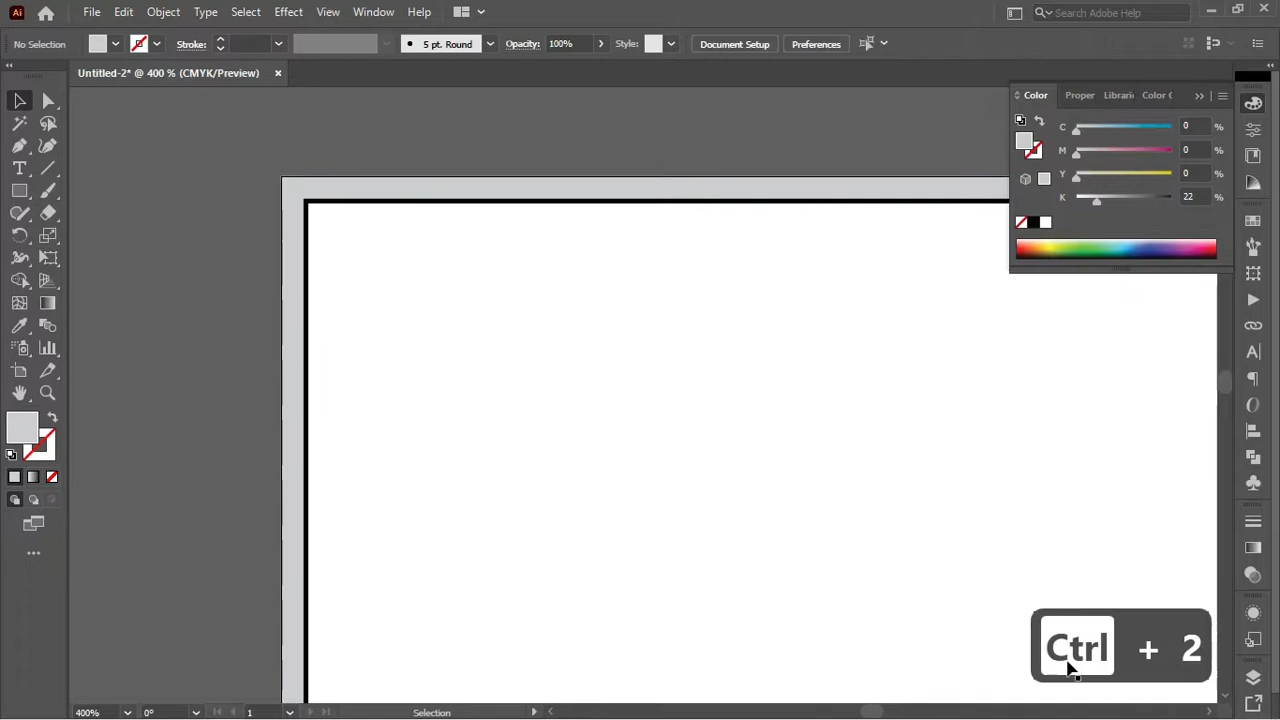 Ai File Edit Object Type Select Effect View Window Help Search Adobe Help
No Selection Stroke: 5 pt. Round Opacity: 100% Style: Document Setup Preferences
Untitled-2* @ 400 % (CMYK/Preview) ×
Color Proper Librari Color C
C 0 %
M 0 %
Y 0 %
K 22 %
Ctrl + 2
400% 0° 1 Selection